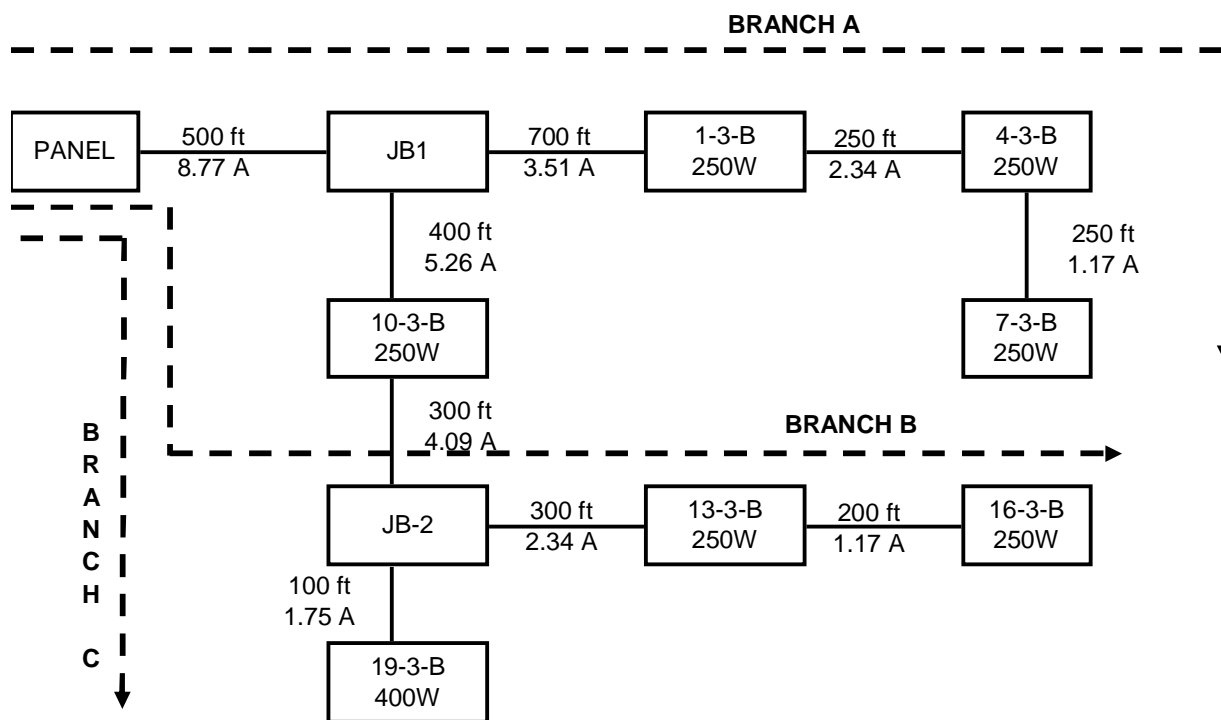 BRANCH A
PANEL
500 ft
8.77 A
JB1
700 ft
3.51 A
1-3-B
250W
250 ft
2.34 A
4-3-B
250W
400 ft
5.26 A
250 ft
1.17 A
10-3-B
250W
7-3-B
250W
300 ft
4.09 A
BRANCH B
BRANCH C
JB-2
300 ft
2.34 A
13-3-B
250W
200 ft
1.17 A
16-3-B
250W
100 ft
1.75 A
19-3-B
400W